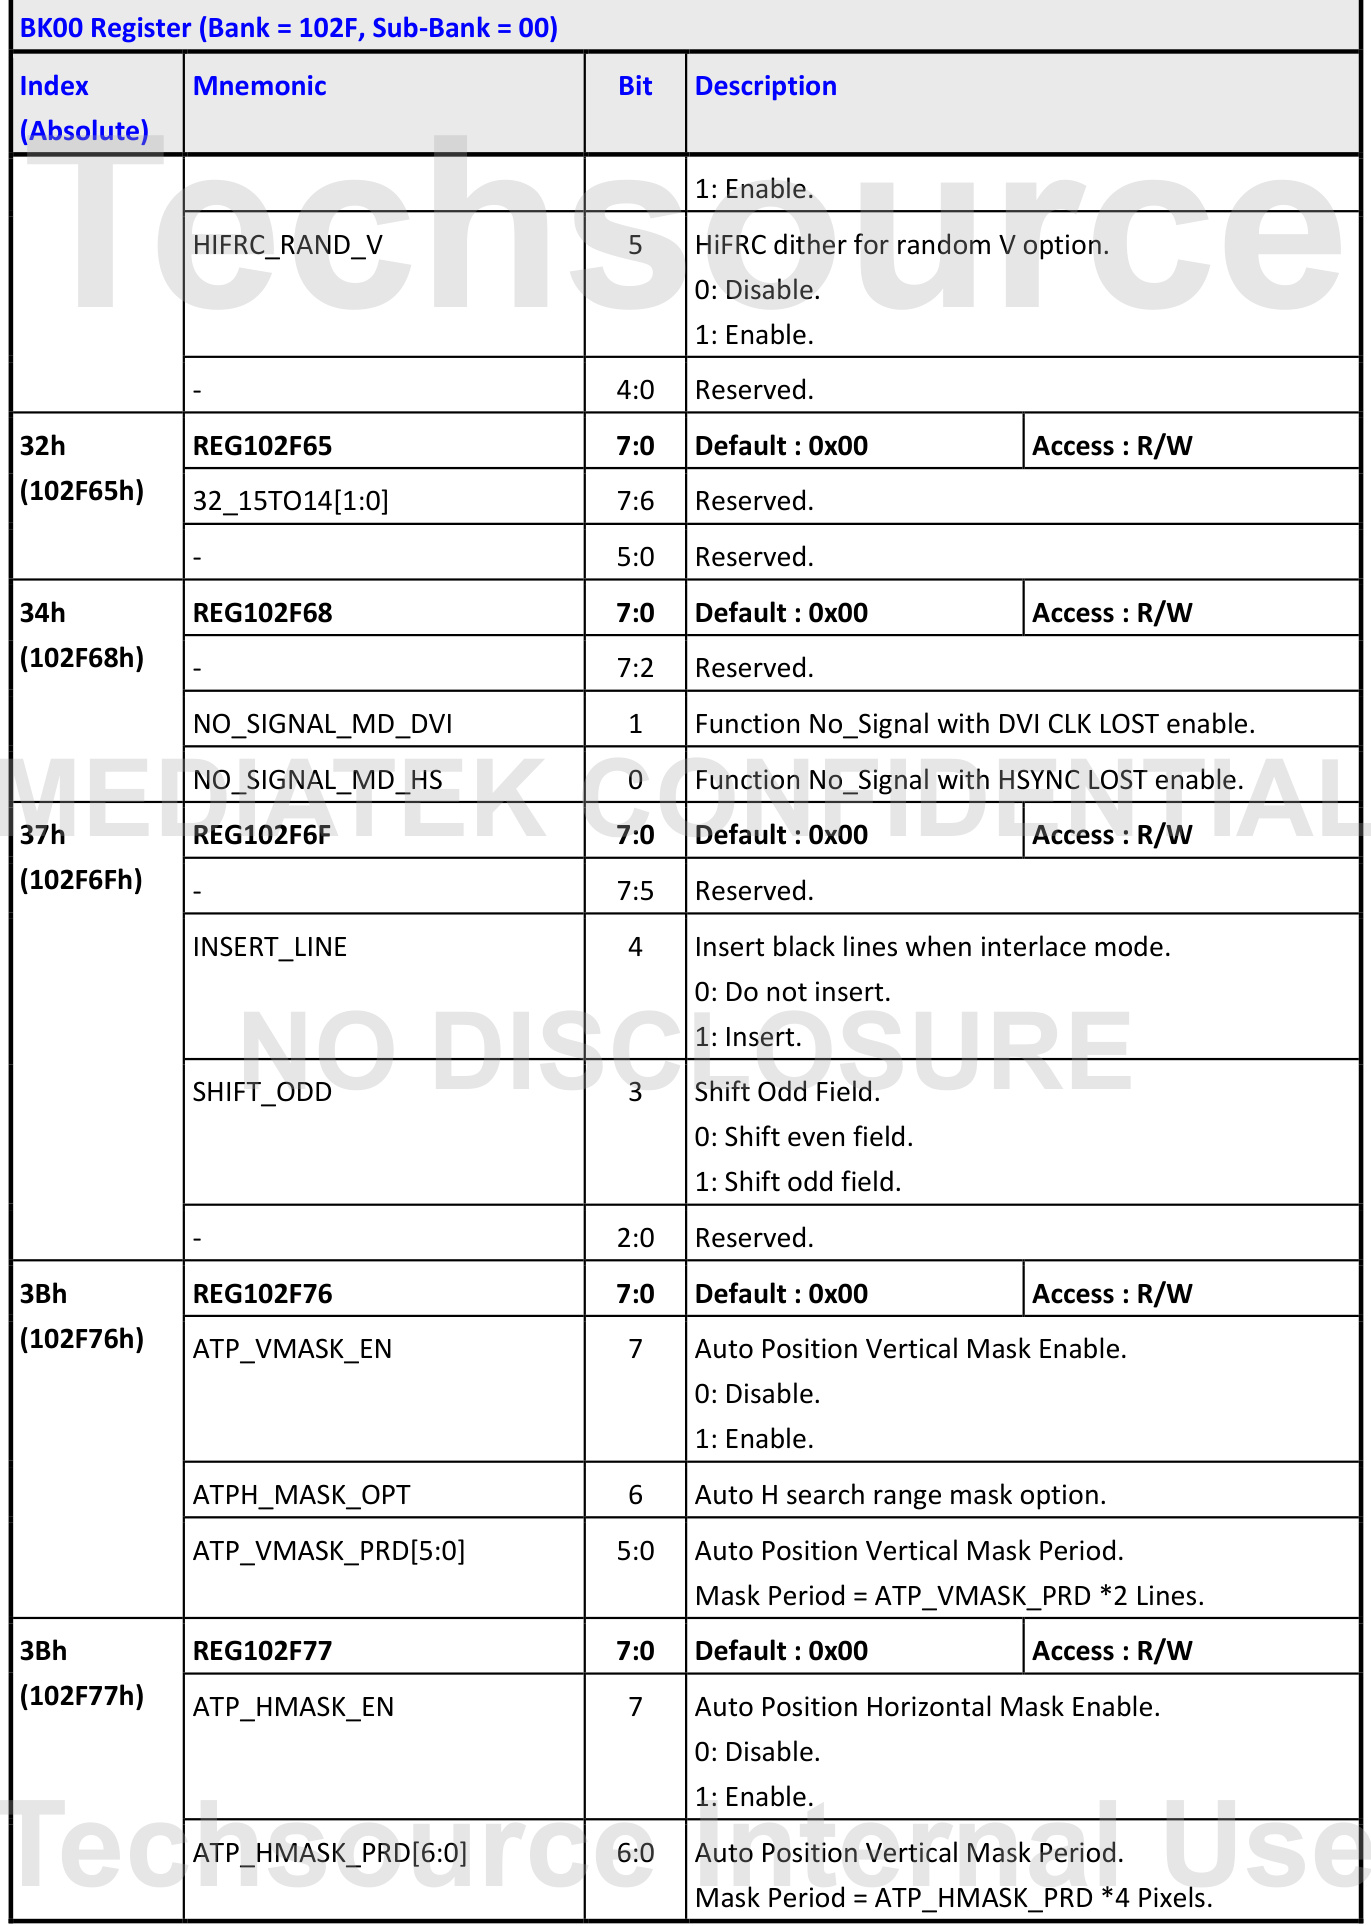 BK00 Register (Bank = 102F, Sub-Bank = 00)
Index (Absolute) Mnemonic Bit Description
1: Enable.
HIFRC_RAND_V 5 HiFRC dither for random V option.
0: Disable.
1: Enable.
- 4:0 Reserved.
32h REG102F65 7:0 Default : 0x00 Access : R/W
(102F65h)
32_15TO14[1:0] 7:6 Reserved.
- 5:0 Reserved.
34h REG102F68 7:0 Default : 0x00 Access : R/W
(102F68h)
- 7:2 Reserved.
NO_SIGNAL_MD_DVI 1 Function No_Signal with DVI CLK LOST enable.
NO_SIGNAL_MD_HS 0 Function No_Signal with HSYNC LOST enable.
37h REG102F6F 7:0 Default : 0x00 Access : R/W
(102F6Fh)
- 7:5 Reserved.
INSERT_LINE 4 Insert black lines when interlace mode.
0: Do not insert.
1: Insert.
SHIFT_ODD 3 Shift Odd Field.
0: Shift even field.
1: Shift odd field.
- 2:0 Reserved.
3Bh REG102F76 7:0 Default : 0x00 Access : R/W
(102F76h)
ATP_VMASK_EN 7 Auto Position Vertical Mask Enable.
0: Disable.
1: Enable.
ATPH_MASK_OPT 6 Auto H search range mask option.
ATP_VMASK_PRD[5:0] 5:0 Auto Position Vertical Mask Period.
Mask Period = ATP_VMASK_PRD *2 Lines.
3Bh REG102F77 7:0 Default : 0x00 Access : R/W
(102F77h)
ATP_HMASK_EN 7 Auto Position Horizontal Mask Enable.
0: Disable.
1: Enable.
ATP_HMASK_PRD[6:0] 6:0 Auto Position Vertical Mask Period.
Mask Period = ATP_HMASK_PRD *4 Pixels.
Techsource
MEDIATEK CONFIDENTIAL
NO DISCLOSURE
Techsource Internal Use